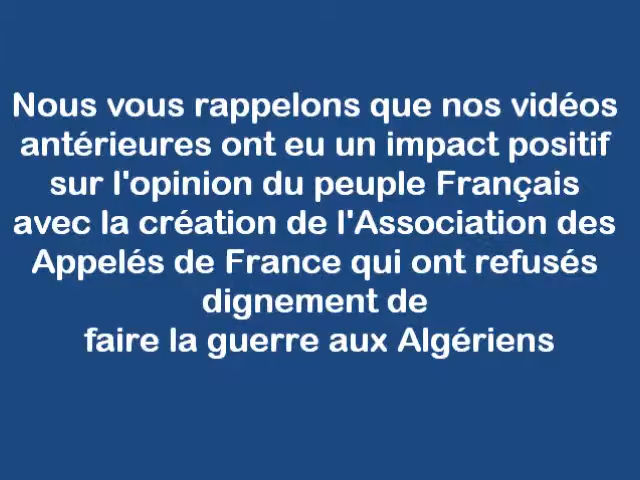 Nous vous rappelons que nos vidéos
antérieures ont eu un impact positif
sur l'opinion du peuple Français
avec la création de l'Association des
Appelés de France qui ont refusés
dignement de
faire la guerre aux Algériens